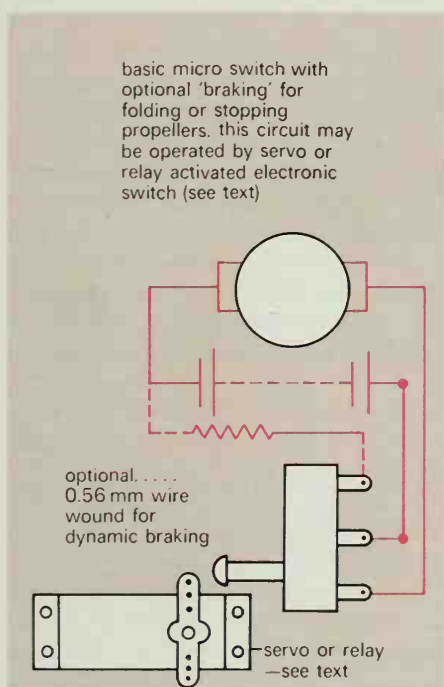 basic micro switch with
optional 'braking' for
folding or stopping
propellers. this circuit may
be operated by servo or
relay activated electronic
switch (see text)
optional.....
0.56 mm wire
wound for
dynamic braking
servo or relay
—see text